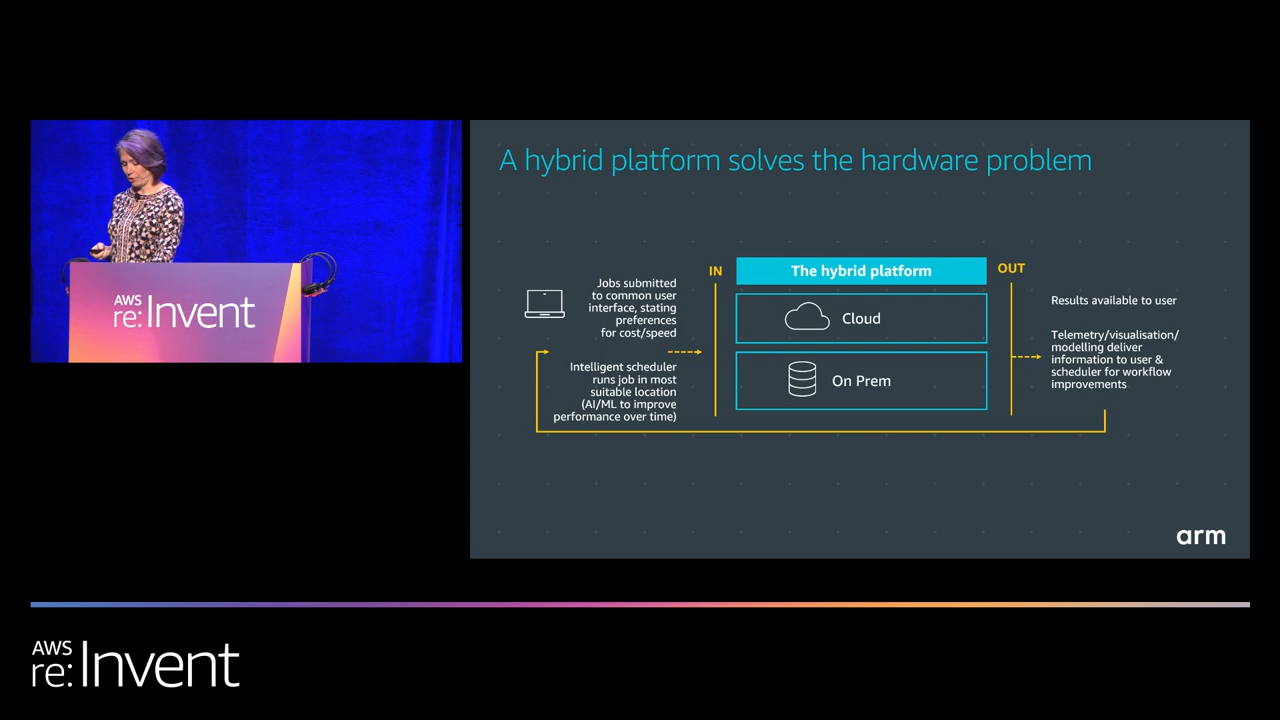 AWS
re:Invent
A hybrid platform solves the hardware problem
Jobs submitted
to common user
interface, stating
preferences
for cost/speed
Intelligent scheduler
runs job in most
suitable location
(AI/ML to improve
performance over time)
IN
The hybrid platform
Cloud
On Prem
OUT
Results available to user
Telemetry/visualisation/
modelling deliver
information to user &
scheduler for workflow
improvements
arm
AWS
re:Invent